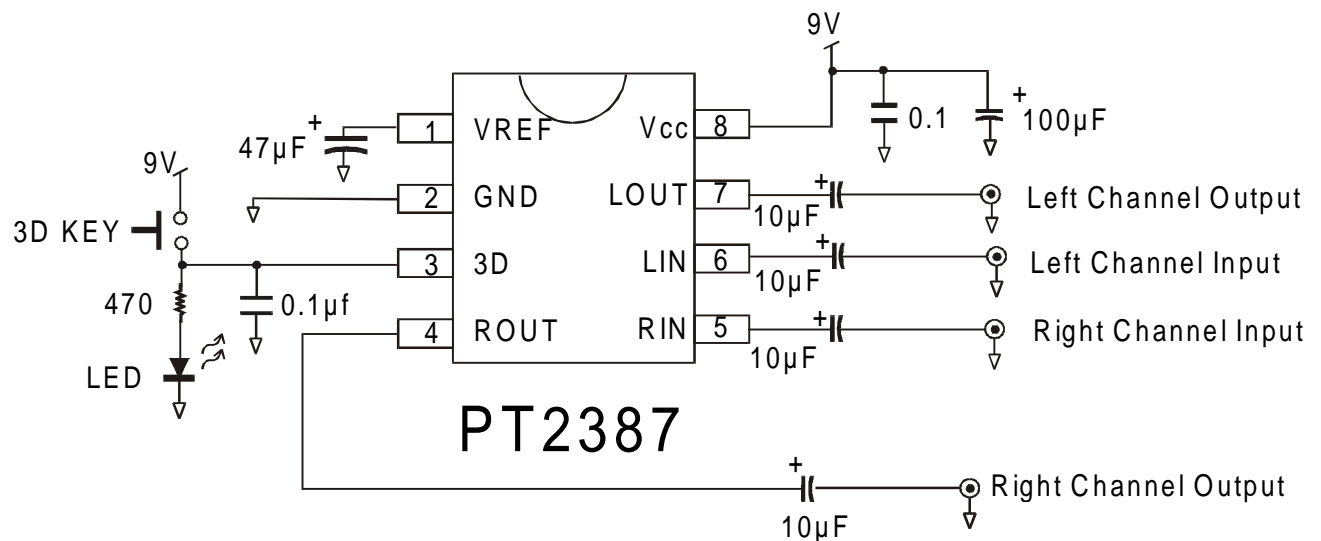 9V
1 VREF
Vcc 8
+
47µF
0.1
+
100µF
9V
2 GND
LOUT 7
+
10µF
Left Channel Output
3D KEY
3 3D
LIN 6
+
10µF
Left Channel Input
470
0.1µf
4 ROUT
RIN 5
+
10µF
Right Channel Input
LED
PT2387
+
10µF
Right Channel Output